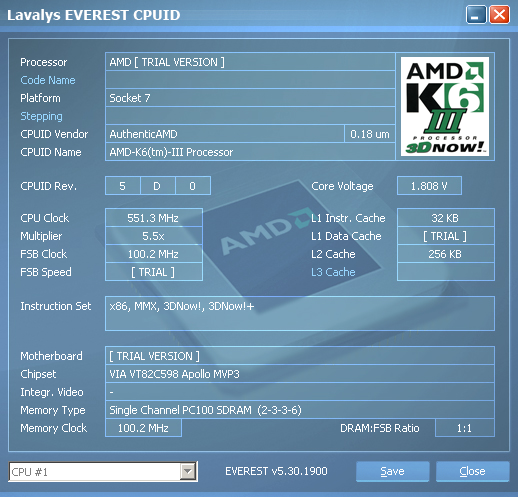 Lavalys EVEREST CPUID
Processor AMD [ TRIAL VERSION ]
Code Name
Platform Socket 7
Stepping
CPUID Vendor AuthenticAMD 0.18 um
CPUID Name AMD-K6(tm)-III Processor
AMD
K6
III
PROCESSOR
3DNOW!
CPUID Rev. 5 D 0 Core Voltage 1.808 V
CPU Clock 551.3 MHz L1 Instr. Cache 32 KB
Multiplier 5.5x L1 Data Cache [ TRIAL ]
FSB Clock 100.2 MHz L2 Cache 256 KB
FSB Speed [ TRIAL ] L3 Cache
AMD
Instruction Set x86, MMX, 3DNow!, 3DNow!+
Motherboard [ TRIAL VERSION ]
Chipset VIA VT82C598 Apollo MVP3
Integr. Video -
Memory Type Single Channel PC100 SDRAM (2-3-3-6)
Memory Clock 100.2 MHz DRAM:FSB Ratio 1:1
CPU #1 EVEREST v5.30.1900 Save Close